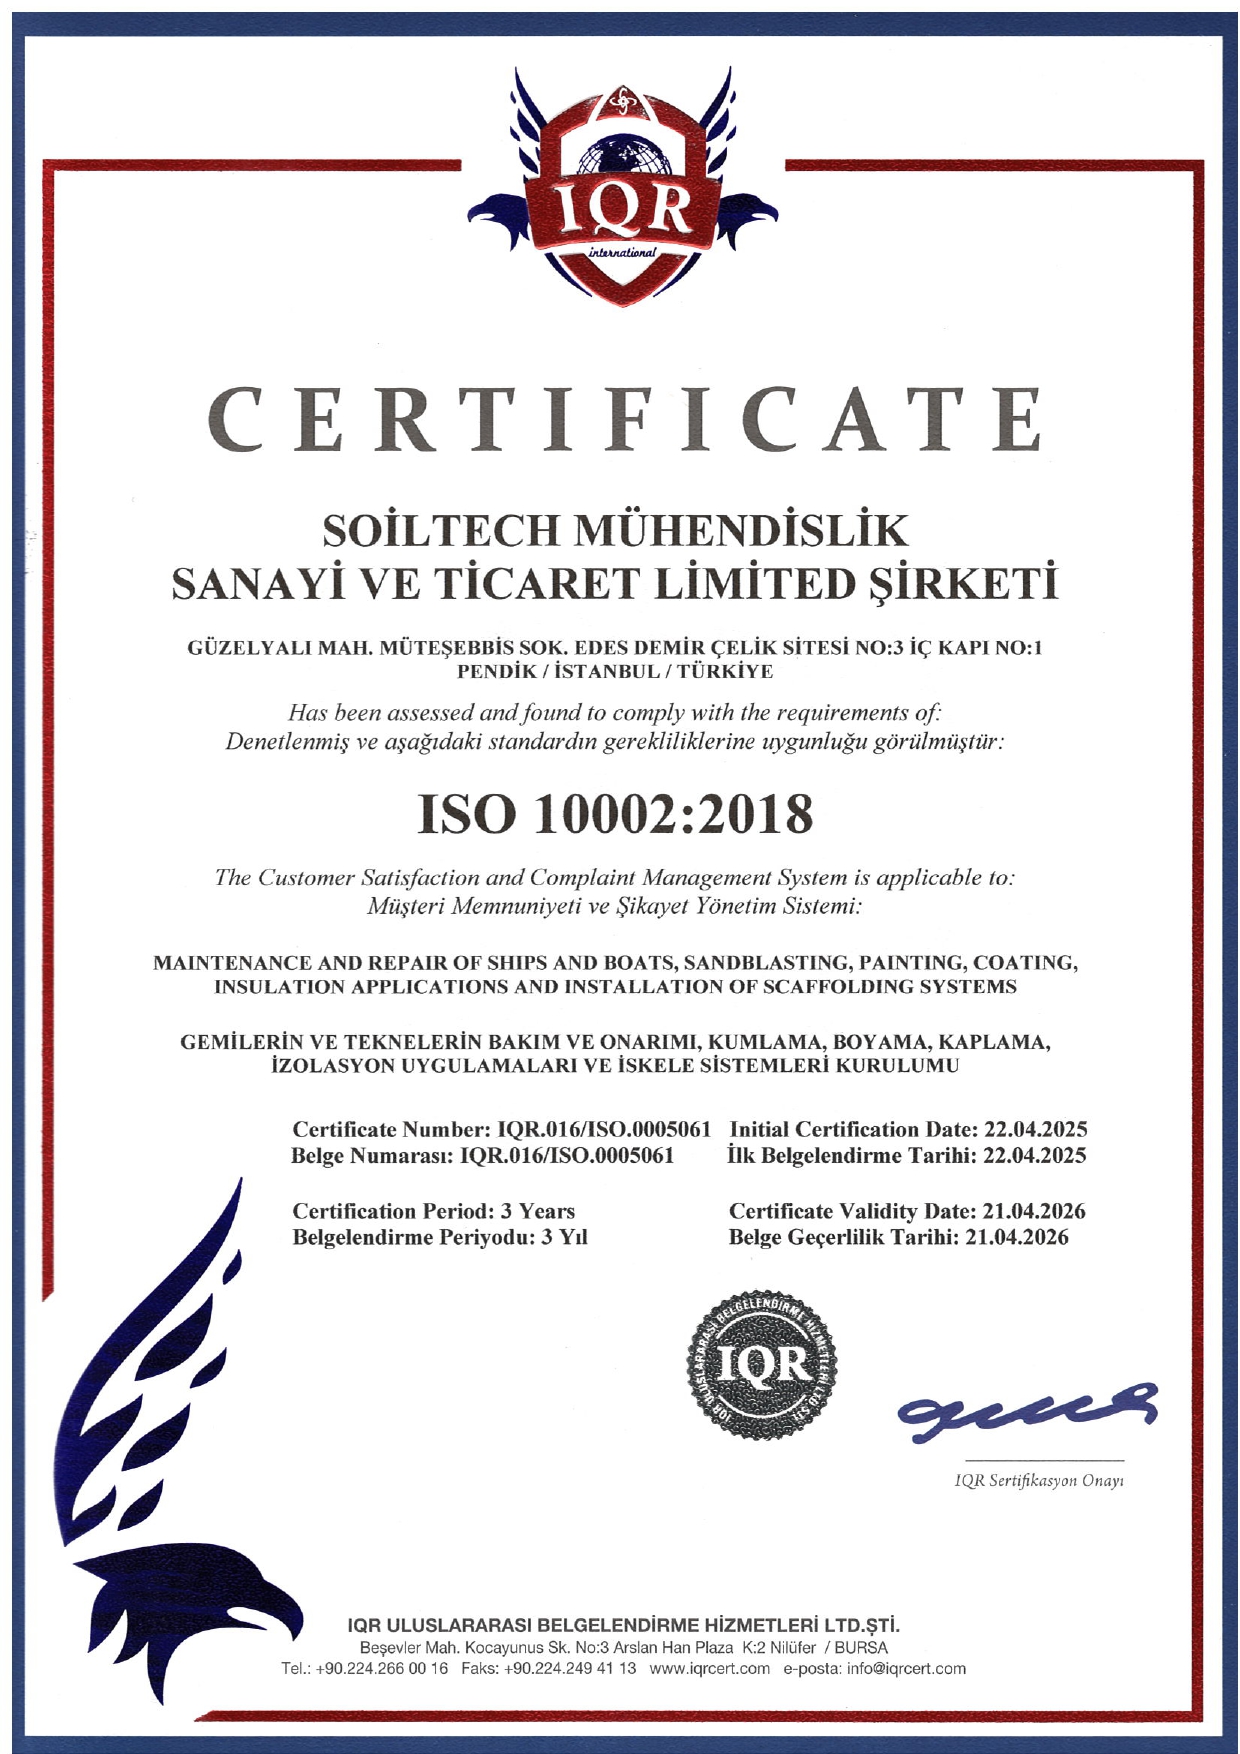 IQR
international
CERTIFICATE
SOİLTECH MÜHENDİSLİK
SANAYİ VE TİCARET LİMİTED ŞİRKETİ
GÜZELYALI MAH. MÜTEŞEBBİS SOK. EDES DEMİR ÇELİK SİTESİ NO:3 İÇ KAPI NO:1
PENDİK / İSTANBUL / TÜRKİYE
Has been assessed and found to comply with the requirements of:
Denetlenmiş ve aşağıdaki standardın gerekliliklerine uygunluğu görülmüştür:
ISO 10002:2018
The Customer Satisfaction and Complaint Management System is applicable to:
Müşteri Memnuniyeti ve Şikayet Yönetim Sistemi:
MAINTENANCE AND REPAIR OF SHIPS AND BOATS, SANDBLASTING, PAINTING, COATING,
INSULATION APPLICATIONS AND INSTALLATION OF SCAFFOLDING SYSTEMS
GEMİLERİN VE TEKNELERİN BAKIM VE ONARIMI, KUMLAMA, BOYAMA, KAPLAMA,
İZOLASYON UYGULAMALARI VE İSKELE SİSTEMLERİ KURULUMU
Certificate Number: IQR.016/ISO.0005061 Initial Certification Date: 22.04.2025
Belge Numarası: IQR.016/ISO.0005061 İlk Belgelendirme Tarihi: 22.04.2025
Certification Period: 3 Years Certificate Validity Date: 21.04.2026
Belgelendirme Periyodu: 3 Yıl Belge Geçerlilik Tarihi: 21.04.2026
IQR ULUSLARARASI BELGELENDİRME HİZMETLERİ LTD.ŞTİ
IQR
IQR Sertifikasyon Onayı
IQR ULUSLARARASI BELGELENDİRME HİZMETLERİ LTD.ŞTİ.
Beşevler Mah. Kocayunus Sk. No:3 Arslan Han Plaza K:2 Nilüfer / BURSA
Tel.: +90.224.266 00 16 Faks: +90.224.249 41 13 www.iqrcert.com e-posta: info@iqrcert.com